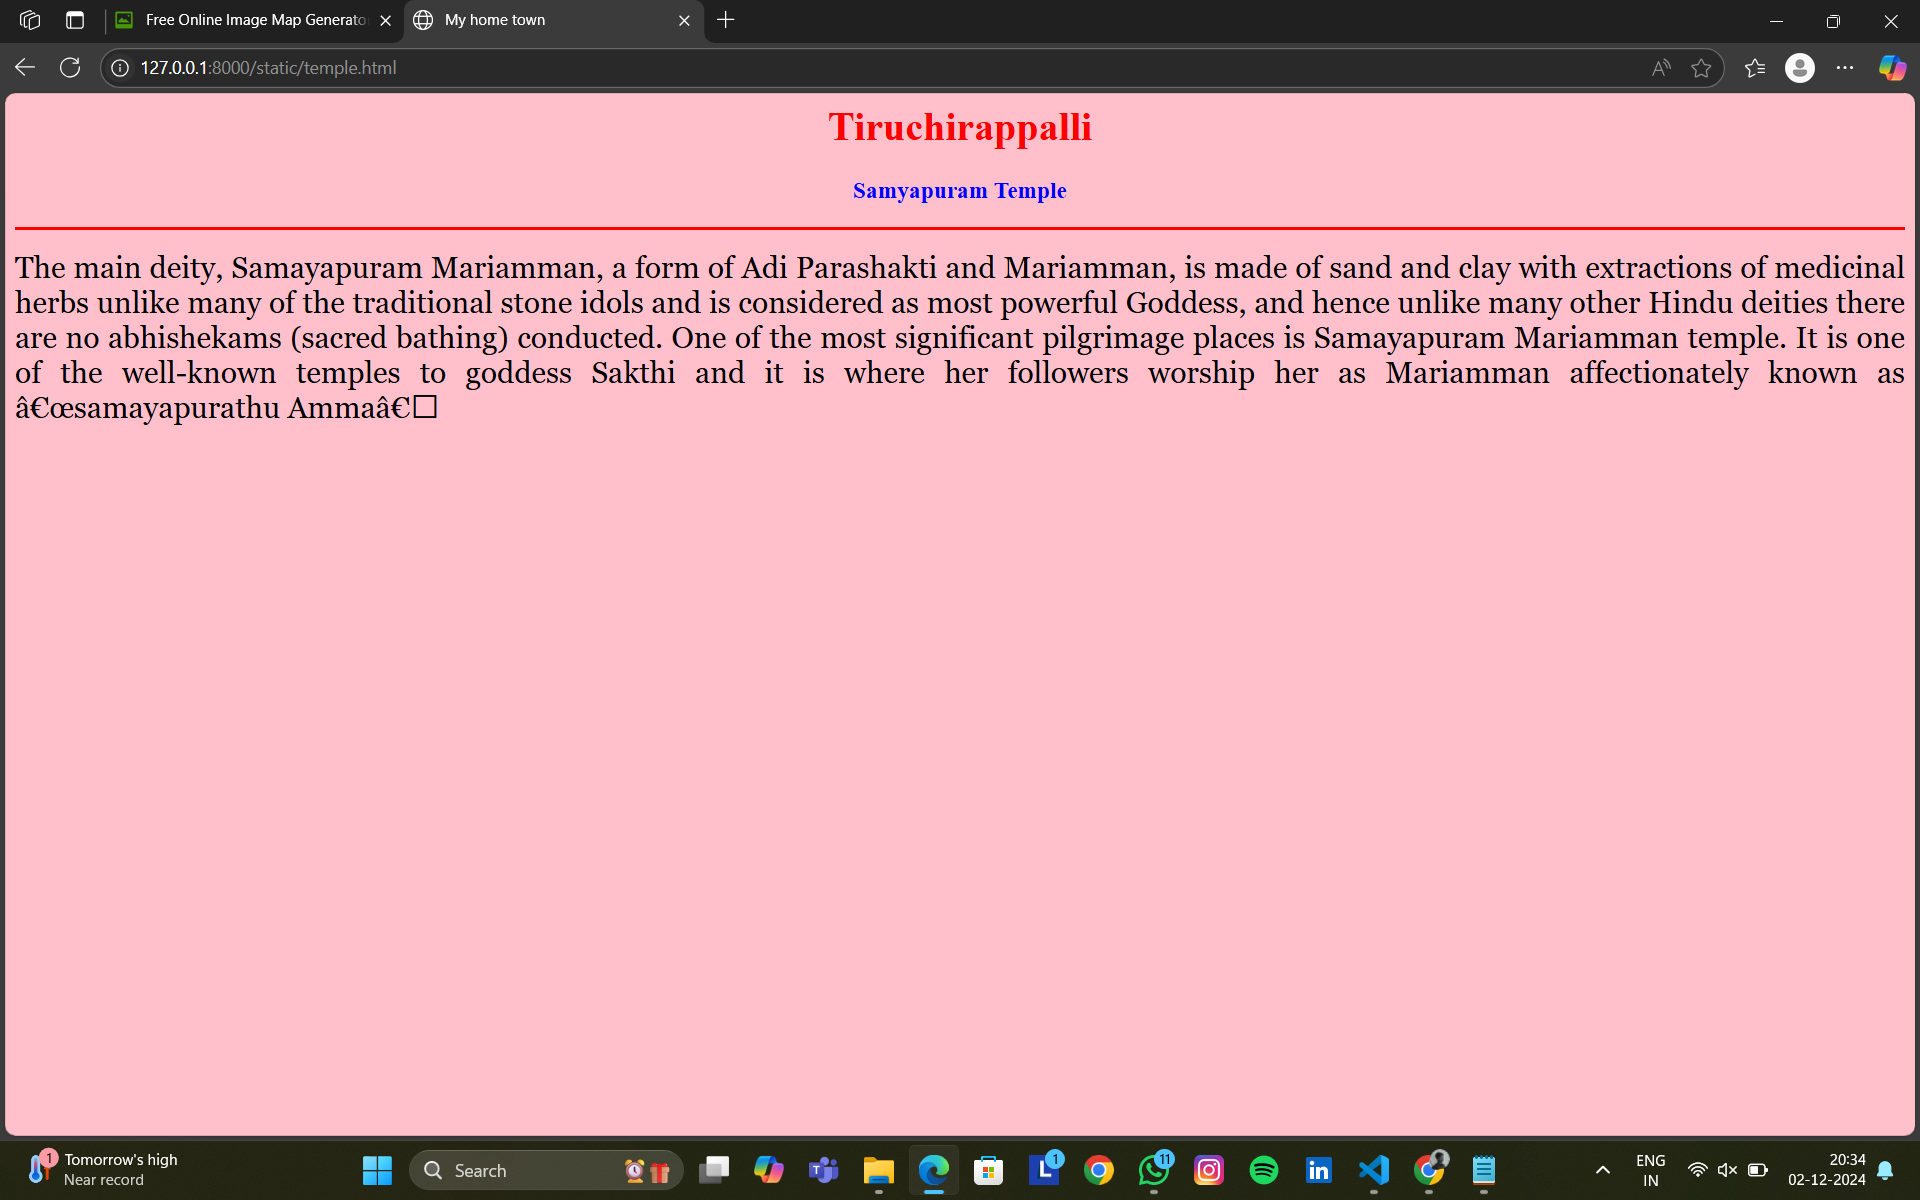 Free Online Image Map Generato
My home town
127.0.0.1:8000/static/temple.html
Tiruchirappalli
Samyapuram Temple
The main deity, Samayapuram Mariamman, a form of Adi Parashakti and Mariamman, is made of sand and clay with extractions of medicinal
herbs unlike many of the traditional stone idols and is considered as most powerful Goddess, and hence unlike many other Hindu deities there
are no abhishekams (sacred bathing) conducted. One of the most significant pilgrimage places is Samayapuram Mariamman temple. It is one
of the well-known temples to goddess Sakthi and it is where her followers worship her as Mariamman affectionately known as
â€œsamayapurathu Ammaâ€□
1
Tomorrow's high
Near record
Search
1
11
ENG
IN
20:34
02-12-2024